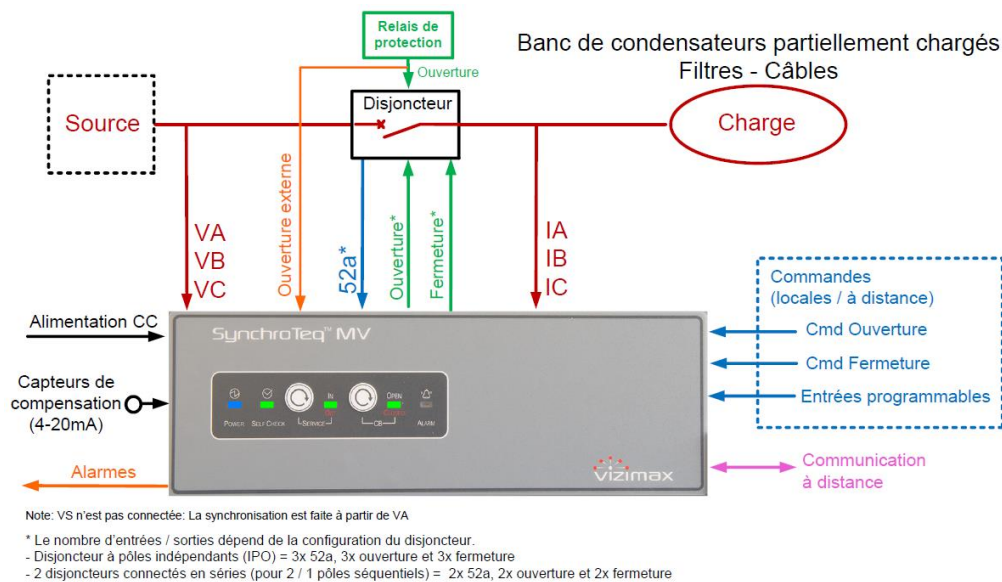 Relais de
protection
Ouverture
Banc de condensateurs partiellement chargés
Filtres - Câbles
Source
Disjoncteur
Charge
VA
VB
VC
Ouverture externe
52a*
Ouverture*
Fermeture*
IA
IB
IC
Commandes
(locales / à distance)
Cmd Ouverture
Cmd Fermeture
Entrées programmables
Alimentation CC
Capteurs de
compensation
(4-20mA)
Alarmes
SynchroTeq™ MV
IN
OPEN
POWER
SELF CHECK
SERVICE
CB
ALARM
vizimax
Communication
à distance
Note: VS n'est pas connectée: La synchronisation est faite à partir de VA
* Le nombre d'entrées / sorties dépend de la configuration du disjoncteur.
- Disjoncteur à pôles indépendants (IPO) = 3x 52a, 3x ouverture et 3x fermeture
- 2 disjoncteurs connectés en séries (pour 2 / 1 pôles séquentiels) = 2x 52a, 2x ouverture et 2x fermeture